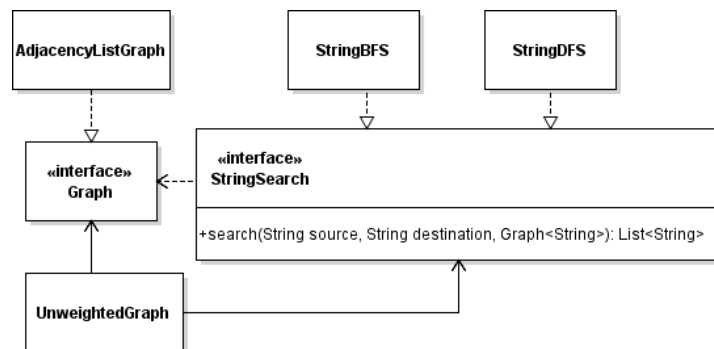 AdjacencyListGraph
StringBFS
StringDFS
«interface»
Graph
«interface»
StringSearch
+search(String source, String destination, Graph<String>): List<String>
UnweightedGraph